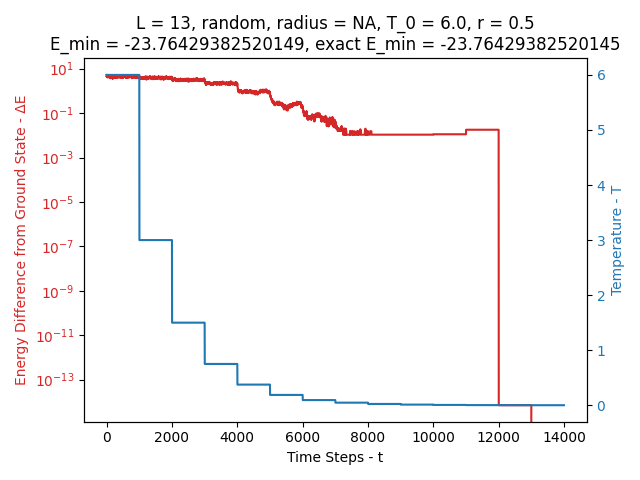 L = 13, random, radius = NA, T_0 = 6.0, r = 0.5
E_min = -23.76429382520149, exact E_min = -23.76429382520145
Energy Difference from Ground State - ΔE
10^1
10^-1
10^-3
10^-5
10^-7
10^-9
10^-11
10^-13
6
5
4
3
2
1
0
Temperature - T
0 2000 4000 6000 8000 10000 12000 14000
Time Steps - t